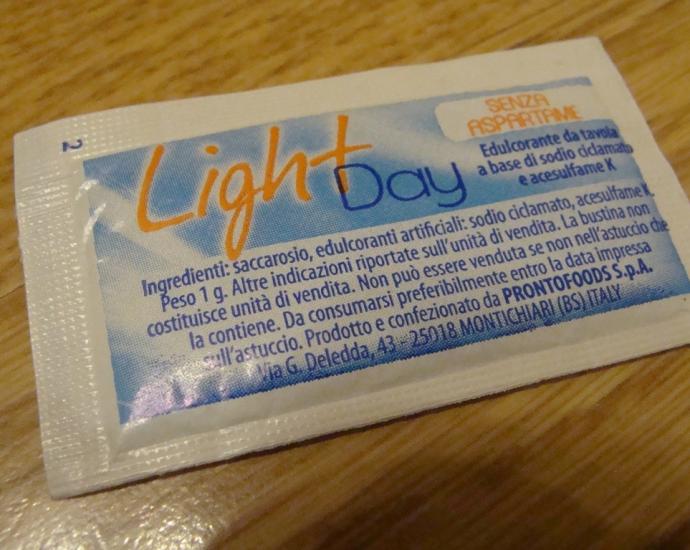 2
Light Day
SENZA
ASPARTAME
Edulcorante da tavola
a base di sodio ciclamato
e acesulfame K
Ingredienti: saccarosio, edulcoranti artificiali: sodio ciclamato, acesulfame K.
Peso 1 g. Altre indicazioni riportate sull'unità di vendita. La bustina non
costituisce unità di vendita. Non può essere venduta se non nell'astuccio che
la contiene. Da consumarsi preferibilmente entro la data impressa
sull'astuccio. Prodotto e confezionato da PRONTOFOODS S.p.A.
Via G. Deledda, 43 - 25018 MONTICHIARI (BS) ITALY